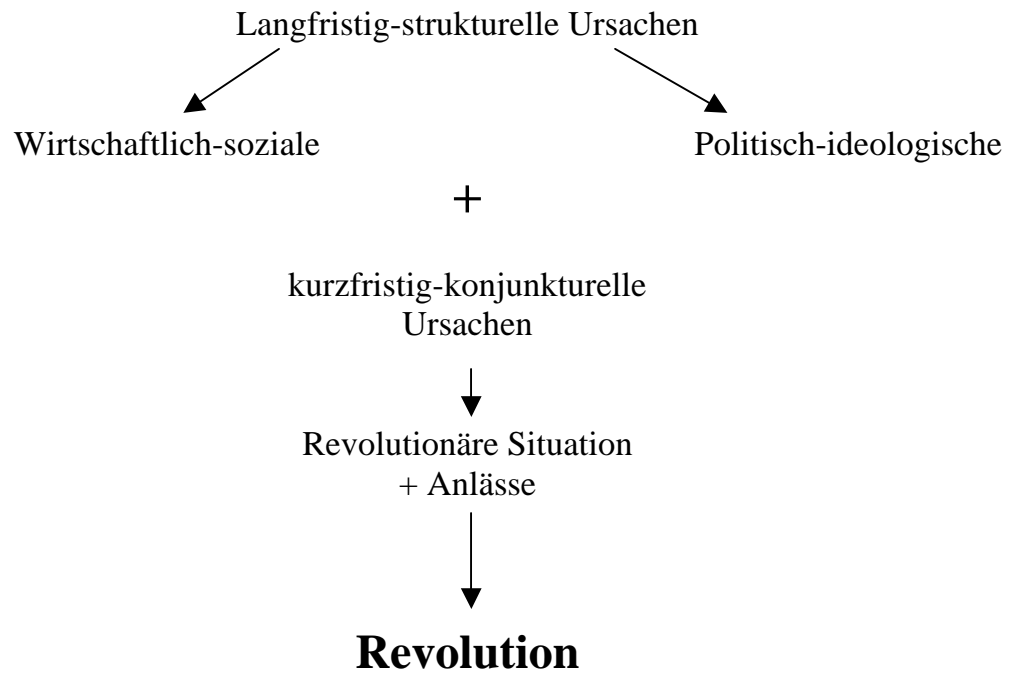 Langfristig-strukturelle Ursachen
Wirtschaftlich-soziale
Politisch-ideologische
+
kurzfristig-konjunkturelle
Ursachen
Revolutionäre Situation
+ Anlässe
Revolution